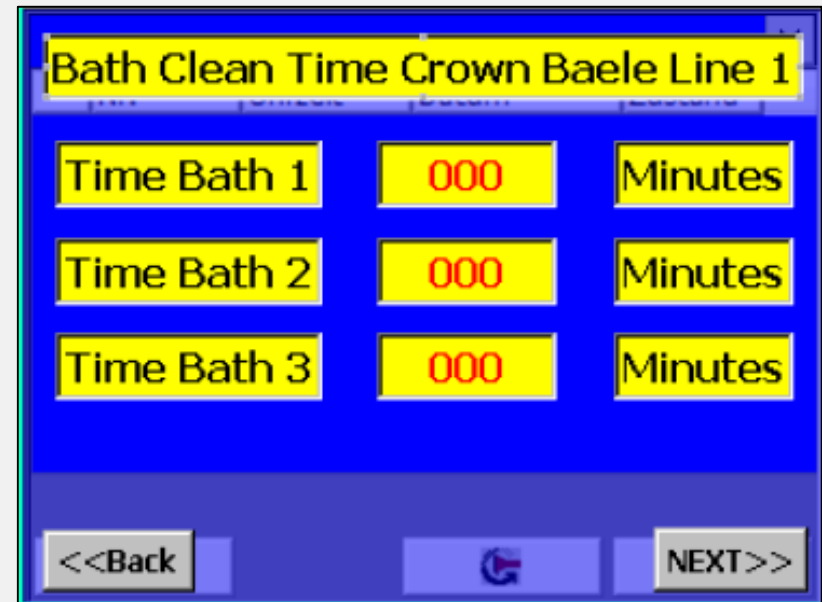 Bath Clean Time Crown Baele Line 1
Time Bath 1 000 Minutes
Time Bath 2 000 Minutes
Time Bath 3 000 Minutes
<<Back NEXT>>